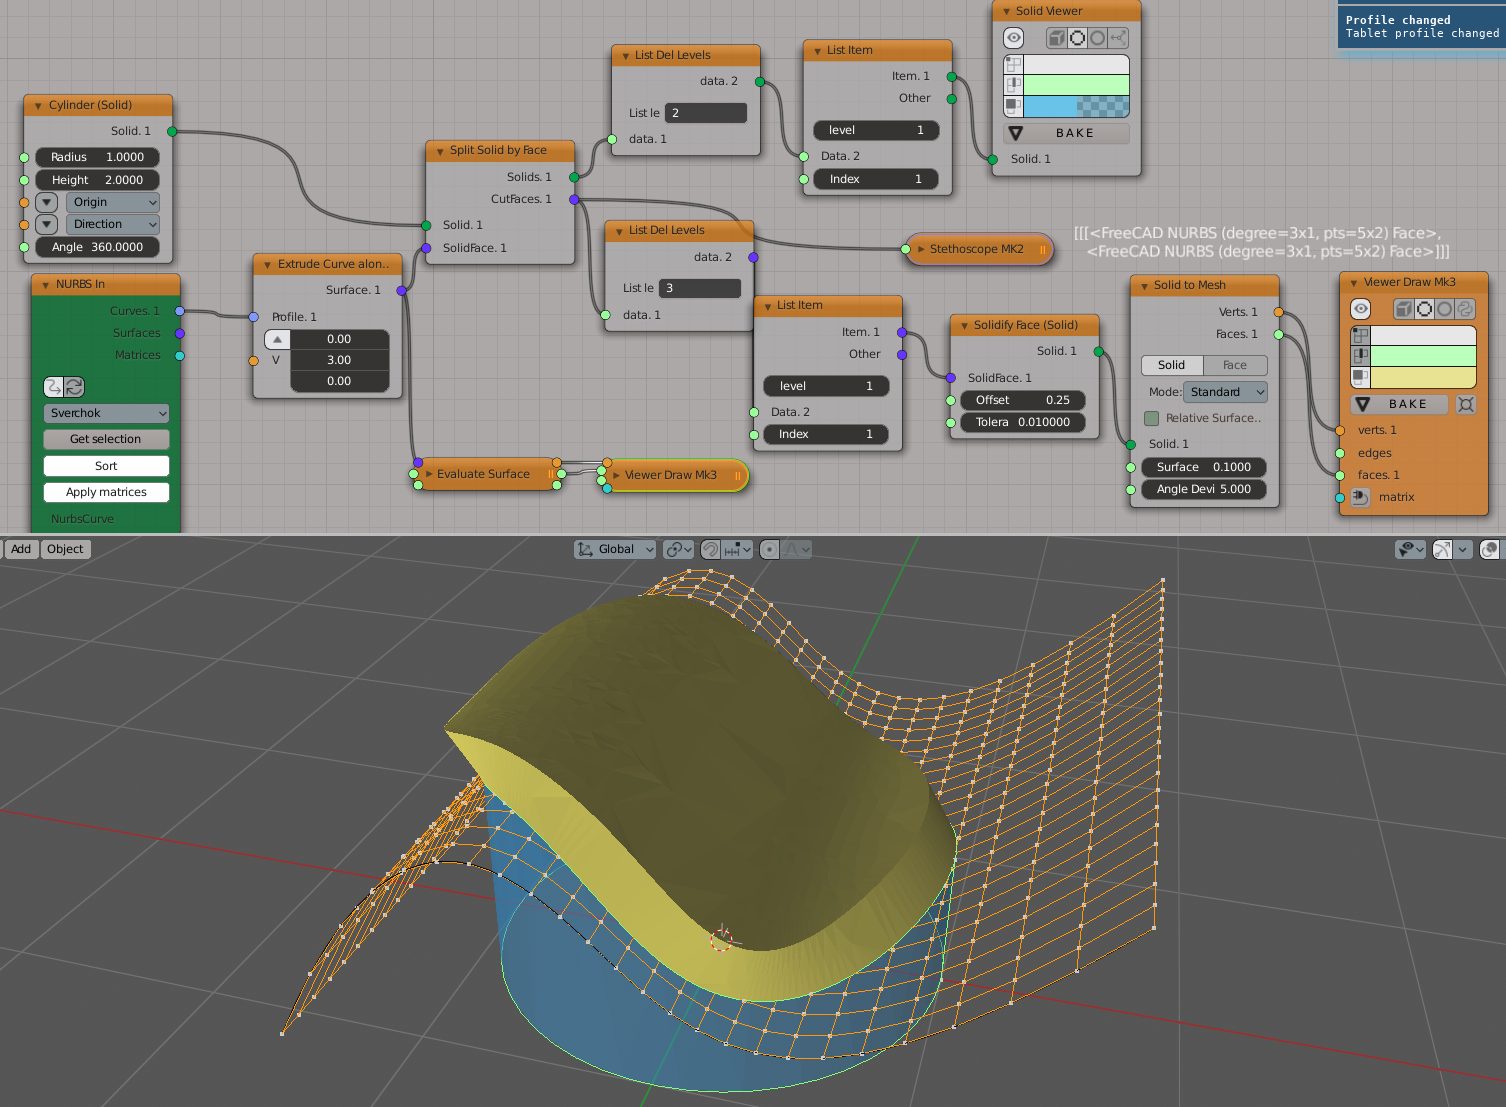 Profile changed
Tablet profile changed
Cylinder (Solid)
Solid. 1
Radius 1.0000
Height 2.0000
Origin
Direction
Angle 360.0000
NURBS In
Curves. 1
Surfaces
Matrices
Sverchok
Get selection
Sort
Apply matrices
NurbsCurve
Extrude Curve alon..
Surface. 1
Profile. 1
0.00
V 3.00
0.00
Split Solid by Face
Solids. 1
CutFaces. 1
Solid. 1
SolidFace. 1
List Del Levels
data. 2
List le 2
data. 1
List Item
Item. 1
Other
level 1
Data. 2
Index 1
Solid Viewer
BAKE
Solid. 1
List Del Levels
data. 2
List le 3
data. 1
Stethoscope MK2
[[[<FreeCAD NURBS (degree=3x1, pts=5x2) Face>,
<FreeCAD NURBS (degree=3x1, pts=5x2) Face>]]]
List Item
Item. 1
Other
level 1
Data. 2
Index 1
Solidify Face (Solid)
Solid. 1
SolidFace. 1
Offset 0.25
Tolera 0.010000
Solid to Mesh
Verts. 1
Faces. 1
Solid Face
Mode: Standard
Relative Surface..
Solid. 1
Surface 0.1000
Angle Devi 5.000
Viewer Draw Mk3
BAKE
verts. 1
edges
faces. 1
matrix
Evaluate Surface
Viewer Draw Mk3
Add Object
Global